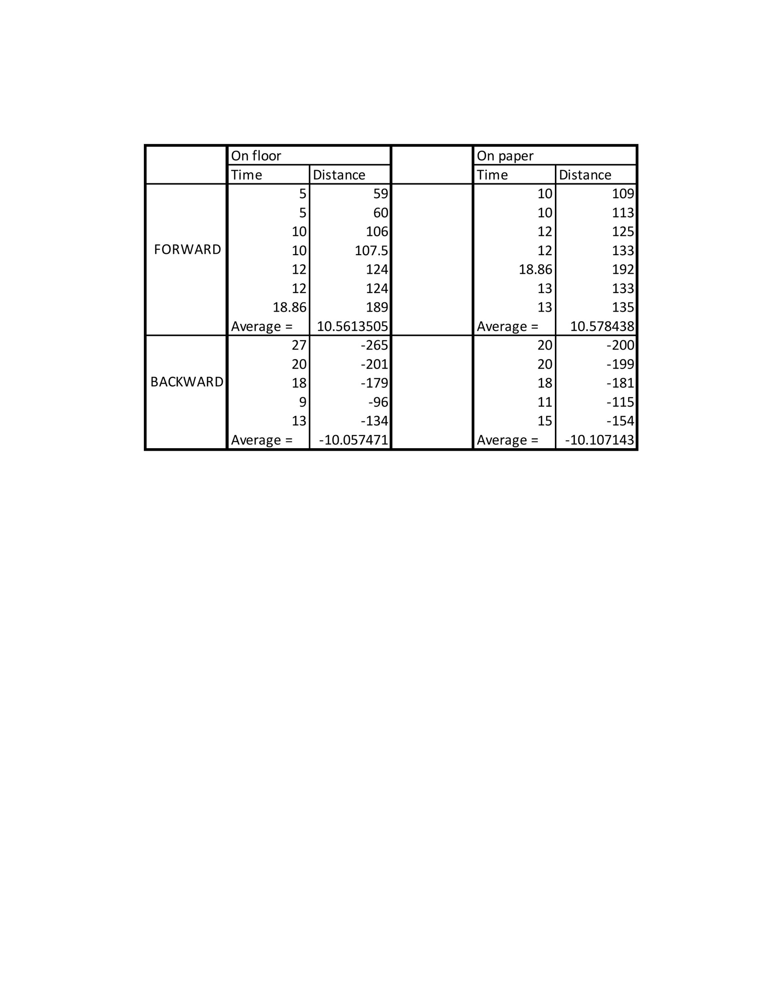 On floor On paper
Time Distance Time Distance
5 59 10 109
5 60 10 113
10 106 12 125
FORWARD 10 107.5 12 133
12 124 18.86 192
12 124 13 133
18.86 189 13 135
Average = 10.5613505 Average = 10.578438
27 -265 20 -200
20 -201 20 -199
BACKWARD 18 -179 18 -181
9 -96 11 -115
13 -134 15 -154
Average = -10.057471 Average = -10.107143